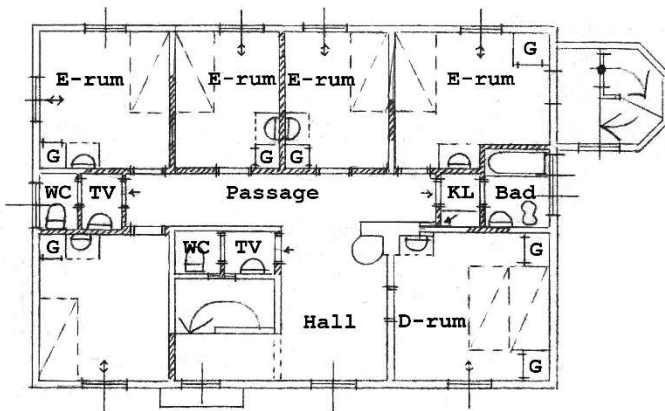 G
E-rum E-rum E-rum E-rum
G G G
WC TV Passage KL Bad
G WC TV G
Hall D-rum
G